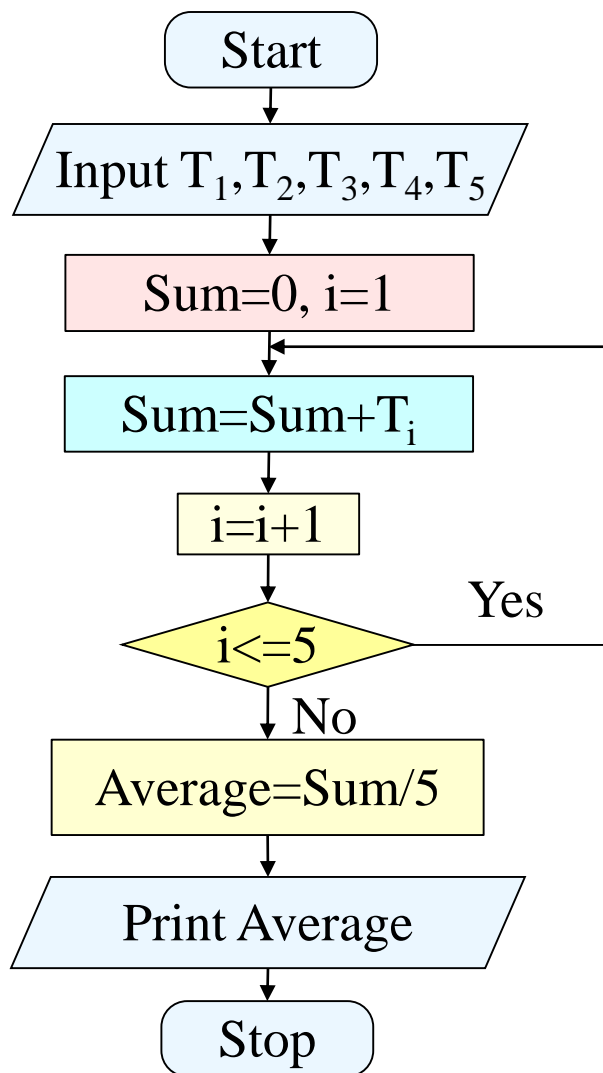 Start
Input T₁,T₂,T₃,T₄,T₅
Sum=0, i=1
Sum=Sum+Tᵢ
i=i+1
Yes
i<=5
No
Average=Sum/5
Print Average
Stop